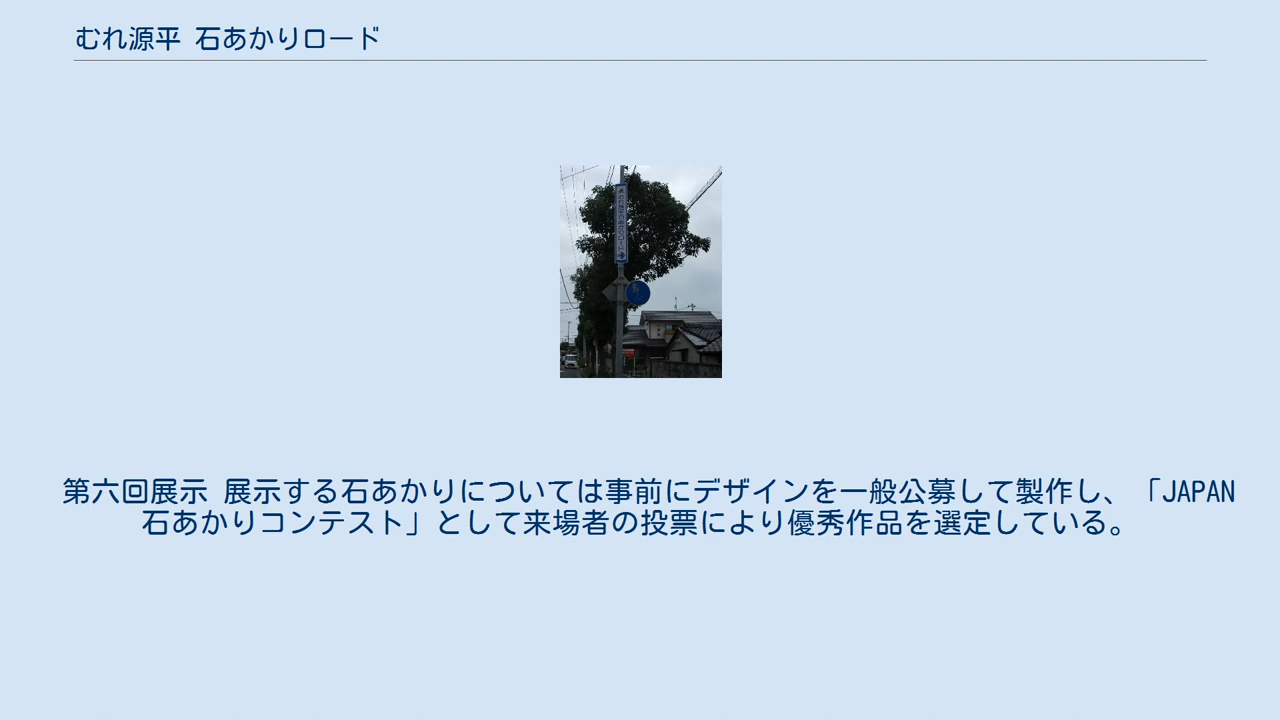 むれ源平 石あかりロード
第六回展示 展示する石あかりについては事前にデザインを一般公募して製作し、「JAPAN
石あかりコンテスト」として来場者の投票により優秀作品を選定している。